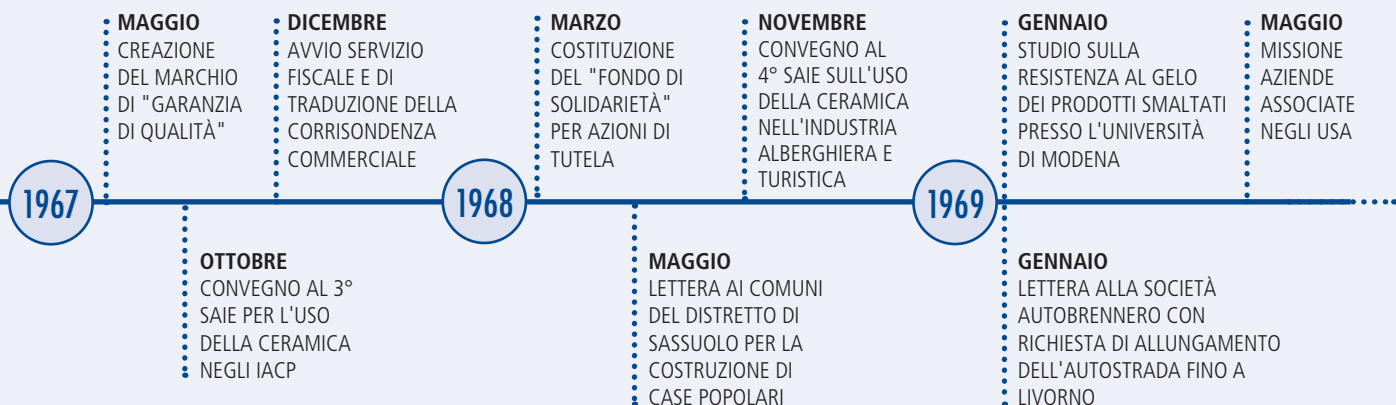 1967
MAGGIO
CREAZIONE
DEL MARCHIO
DI "GARANZIA
DI QUALITÀ"
OTTOBRE
CONVEGNO AL 3°
SAIE PER L'USO
DELLA CERAMICA
NEGLI IACP
DICEMBRE
AVVIO SERVIZIO
FISCALE E DI
TRADUZIONE DELLA
CORRISONDENZA
COMMERCIALE
1968
MARZO
COSTITUZIONE
DEL "FONDO DI
SOLIDARIETÀ"
PER AZIONI DI
TUTELA
MAGGIO
LETTERA AI COMUNI
DEL DISTRETTO DI
SASSUOLO PER LA
COSTRUZIONE DI
CASE POPOLARI
NOVEMBRE
CONVEGNO AL
4° SAIE SULL'USO
DELLA CERAMICA
NELL'INDUSTRIA
ALBERGHIERA E
TURISTICA
1969
GENNAIO
STUDIO SULLA
RESISTENZA AL GELO
DEI PRODOTTI SMALTATI
PRESSO L'UNIVERSITÀ
DI MODENA
GENNAIO
LETTERA ALLA SOCIETÀ
AUTOBRENNERO CON
RICHIESTA DI ALLUNGAMENTO
DELL'AUTOSTRADA FINO A
LIVORNO
MAGGIO
MISSIONE
AZIENDE
ASSOCIATE
NEGLI USA